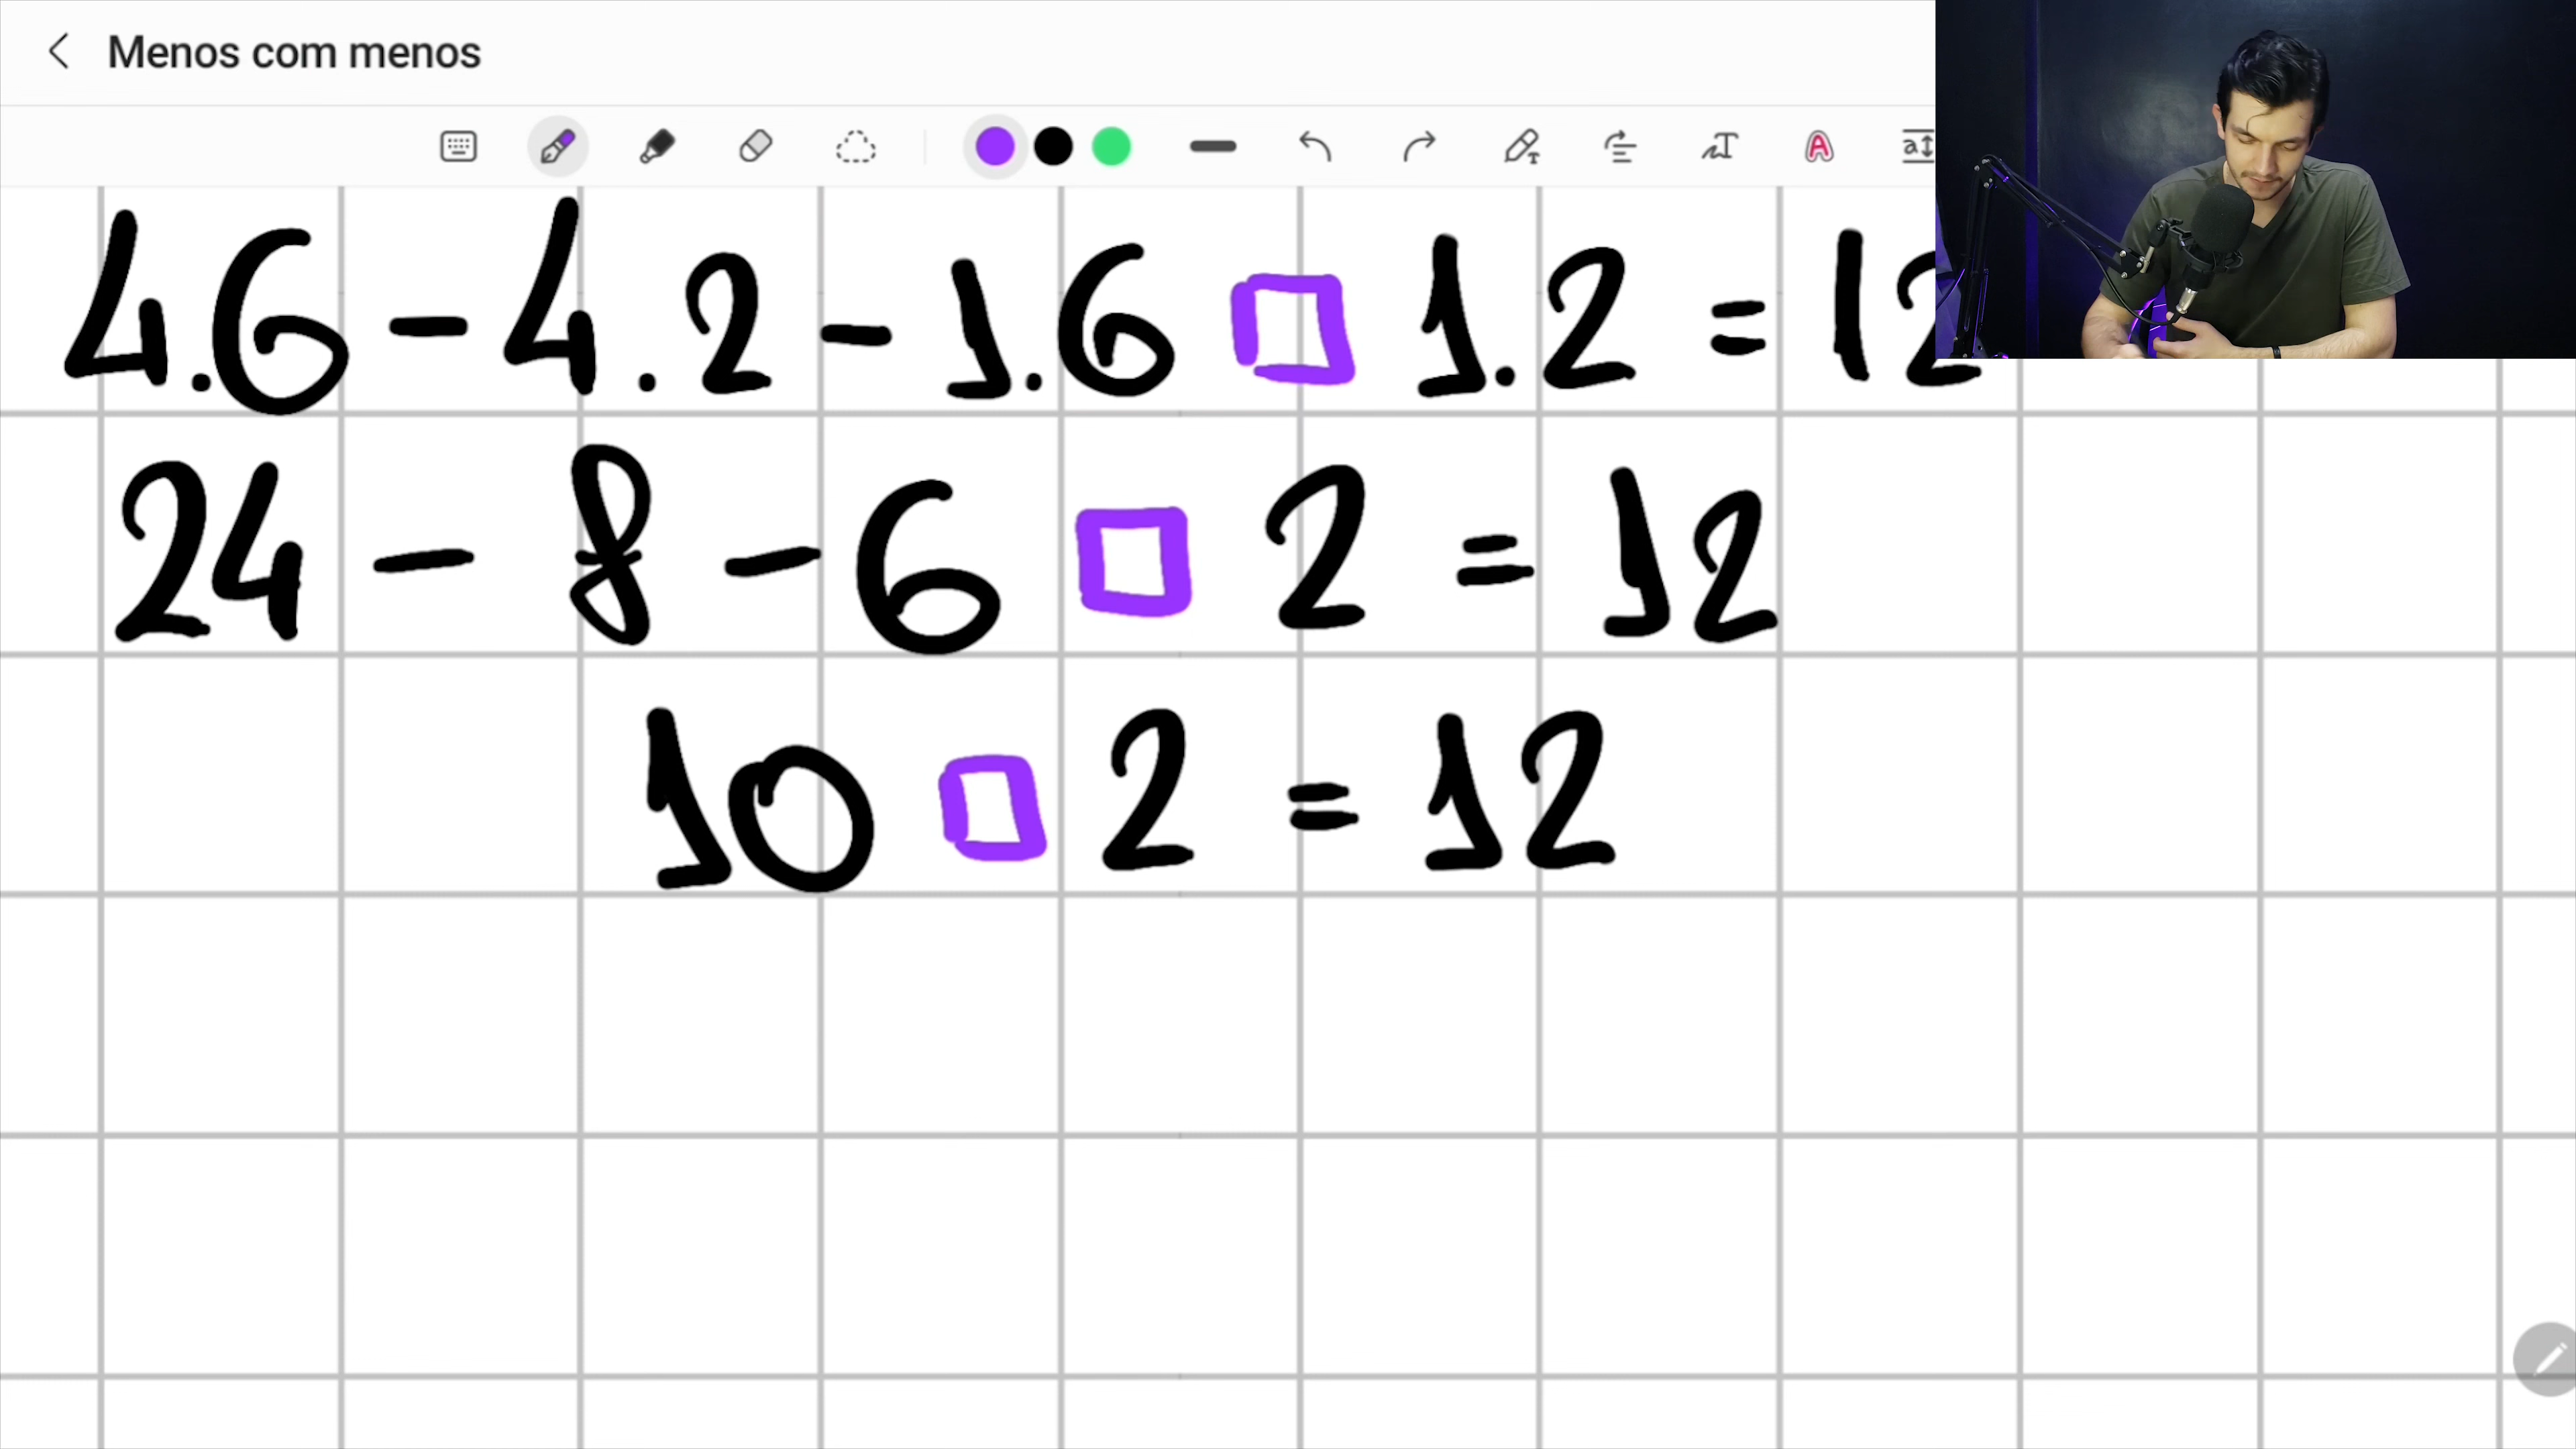 Menos com menos
4.6 - 4.2 - 1.6 □ 1.2 = 12
24 - 8 - 6 □ 2 = 12
10 □ 2 = 12